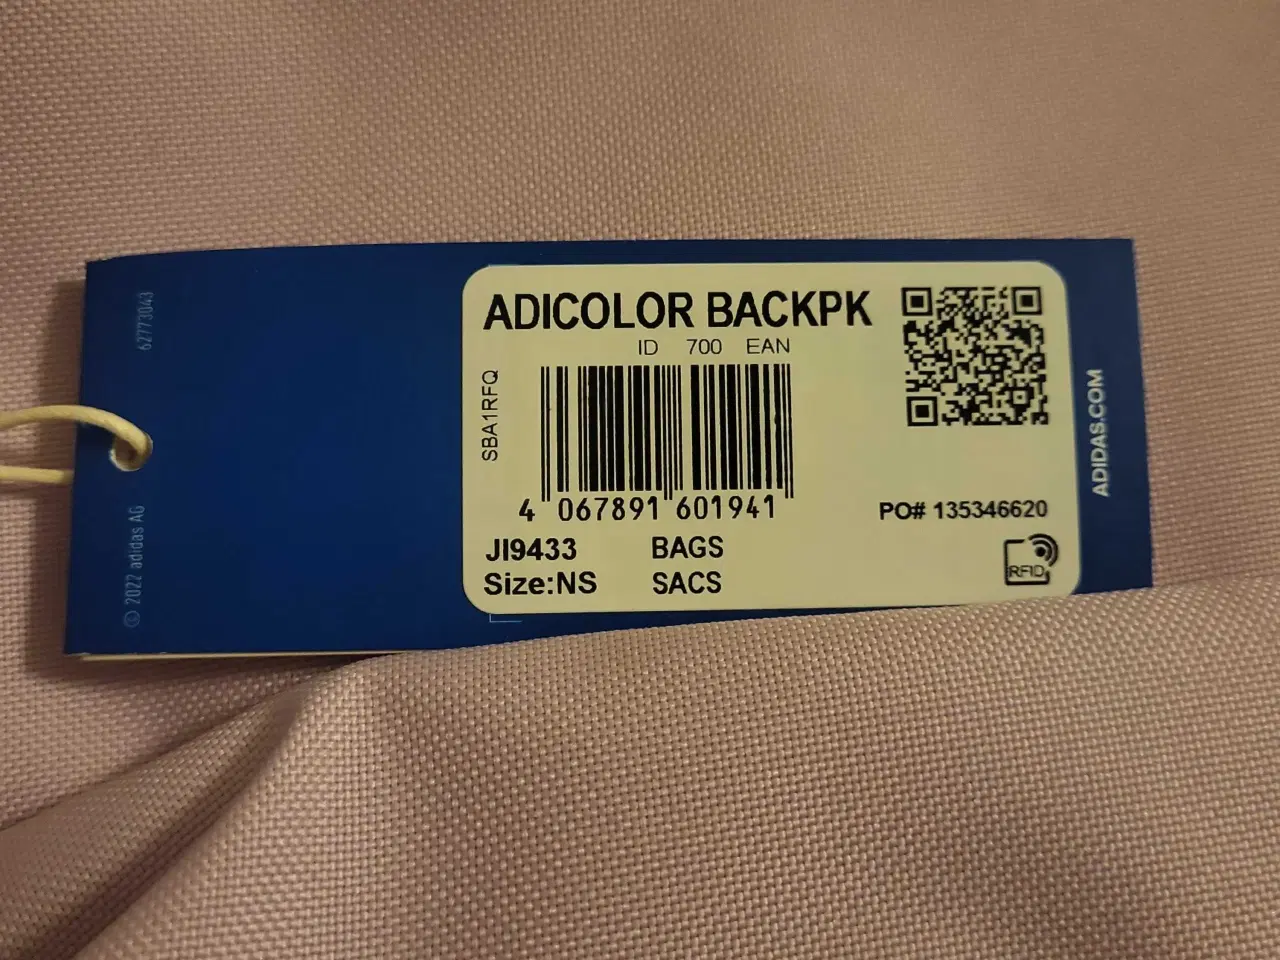 62773043
© 2022 adidas AG
ADICOLOR BACKPK
ID 700 EAN
SBA1RFQ
4 067891 601941
PO# 135346620
JI9433 BAGS
Size:NS SACS
RFID
ADIDAS.COM